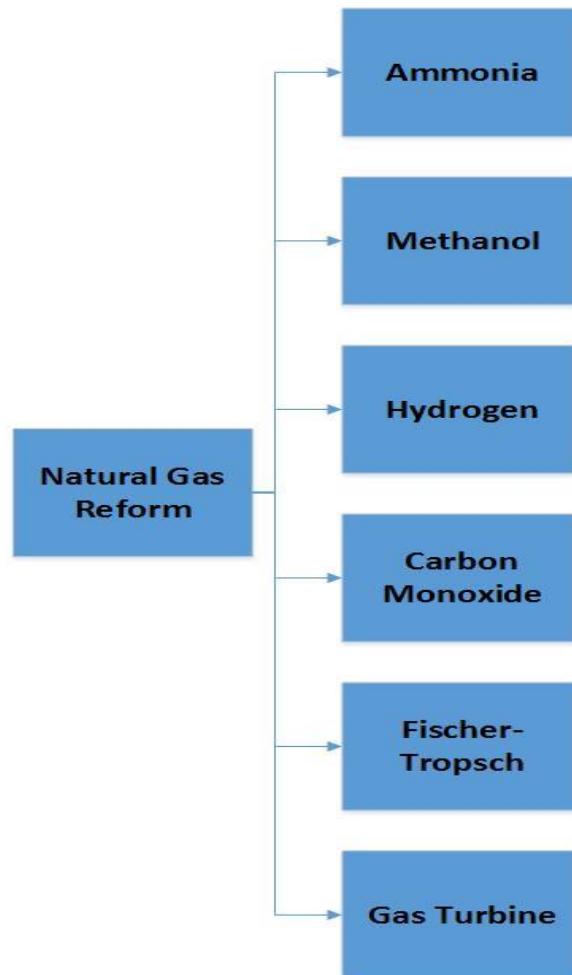 Ammonia
Methanol
Hydrogen
Natural Gas
Reform
Carbon
Monoxide
Fischer-
Tropsch
Gas Turbine